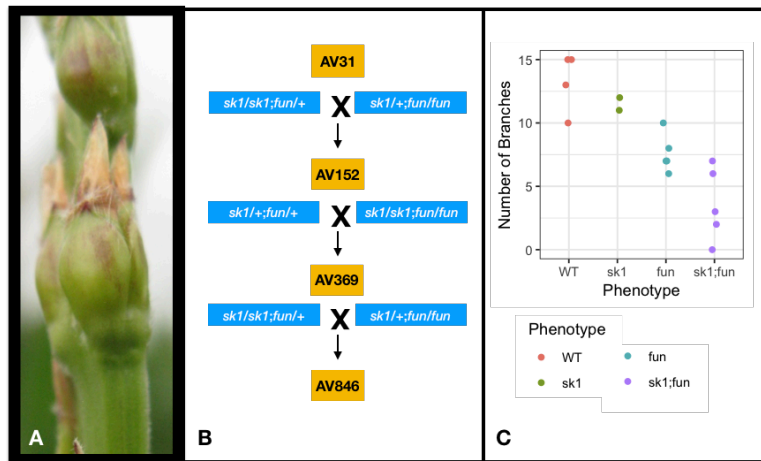 A
B
AV31
sk1/sk1;fun/+ X sk1/+;fun/fun
AV152
sk1/+;fun/+ X sk1/sk1;fun/fun
AV369
sk1/sk1;fun/+ X sk1/+;fun/fun
AV846
C
Number of Branches
15
10
5
0
WT sk1 fun sk1;fun
Phenotype
Phenotype
WT fun
sk1 sk1;fun